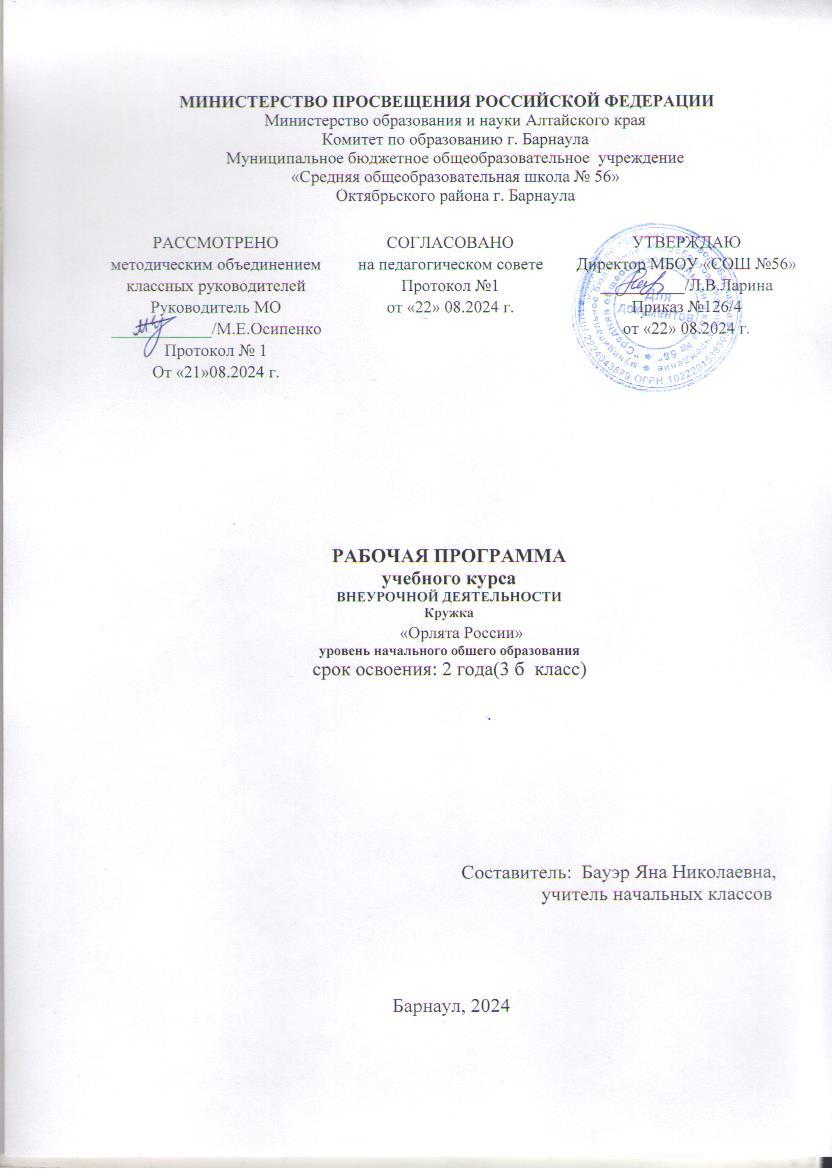 МИНИСТЕРСТВО ПРОСВЕЩЕНИЯ РОССИЙСКОЙ ФЕДЕРАЦИИ
Министерство образования и науки Алтайского края
Комитет по образованию г. Барнаула
Муниципальное бюджетное общеобразовательное учреждение
«Средняя общеобразовательная школа № 56»
Октябрьского района г. Барнаула
РАССМОТРЕНО
методическим объединением
классных руководителей
Руководитель МО
/М.Е.Осипенко
Протокол № 1
От «21»08.2024 г.
СОГЛАСОВАНО
на педагогическом совете
Протокол №1
от «22» 08.2024 г.
УТВЕРЖДАЮ
Директор МБОУ «СОШ №56»
/Л.В.Ларина
Приказ №126/4
от «22» 08.2024 г.
Для
документов
РАБОЧАЯ ПРОГРАММА
учебного курса
ВНЕУРОЧНОЙ ДЕЯТЕЛЬНОСТИ
Кружка
«Орлята России»
уровень начального общего образования
срок освоения: 2 года(3 б класс)
Составитель: Бауэр Яна Николаевна,
учитель начальных классов
Барнаул, 2024